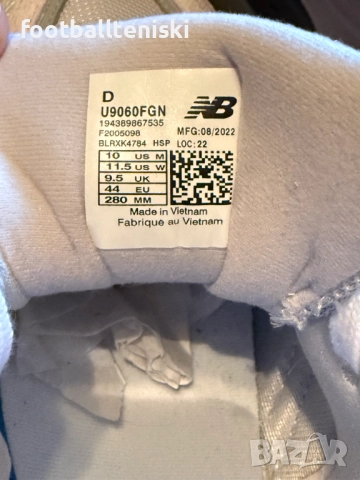 footballteniski
D
U9060FGN
194389867535
F2005098
BLRXK4784 HSP
NB
MFG:08/2022
LOC:22
10 US M
11.5 US W
9.5 UK
44 EU
280 MM
Made in Vietnam
Fabriqué au Vietnam
BAZAR